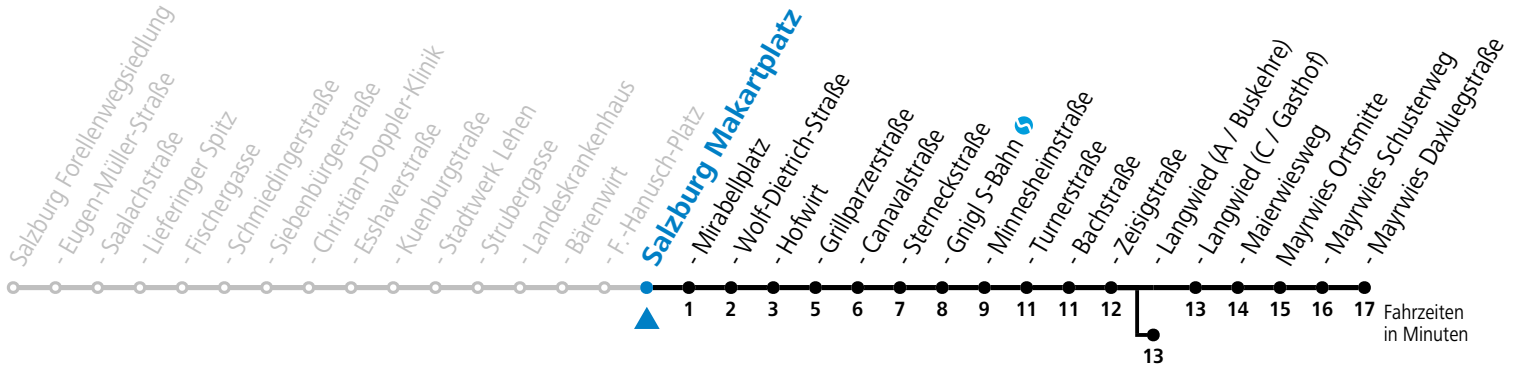 Salzburg Forellenwegsiedlung
- Eugen-Müller-Straße
- Saalachstraße
- Lieferinger Spitz
- Fischergasse
- Schmiedingerstraße
- Siebenbürgerstraße
- Christian-Doppler-Klinik
- Esshaverstraße
- Kuenburgstraße
- Stadtwerk Lehen
- Strubergasse
- Landeskrankenhaus
- Bärenwirt
- F.-Hanusch-Platz
Salzburg Makartplatz
- Mirabellplatz
- Wolf-Dietrich-Straße
- Hofwirt
- Grillparzerstraße
- Canavalstraße
- Sterneckstraße
- Gnigl S-Bahn
- Minnesheimstraße
- Turnerstraße
- Bachstraße
- Zeisigstraße
- Langwied (A / Buskehre)
- Langwied (C / Gasthof)
- Maierwiesweg
Mayrwies Ortsmitte
- Mayrwies Schusterweg
- Mayrwies Daxluegstraße
1 2 3 5 6 7 8 9 11 11 12 13 14 15 16 17
Fahrzeiten
in Minuten
13